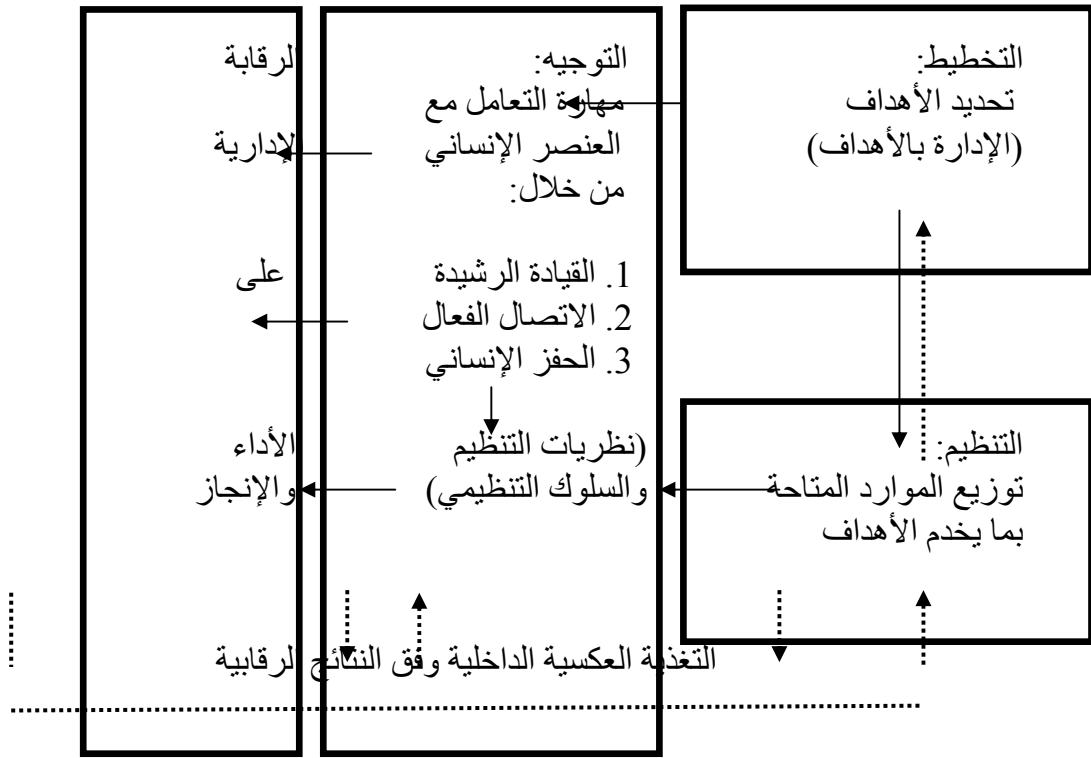 التخطيط:
تحديد الأهداف
(الإدارة بالأهداف)
التنظيم:
توزيع الموارد المتاحة
بما يخدم الأهداف
التوجيه:
مهارة التعامل مع
العنصر الإنساني
من خلال:
1. القيادة الرشيدة
2. الاتصال الفعال
3. الحفز الإنساني
(نظريات التنظيم
والسلوك التنظيمي)
الرقابة
الإدارية
على
الأداء
والإنجاز
التغذية العكسية الداخلية وفق النتائج الرقابية